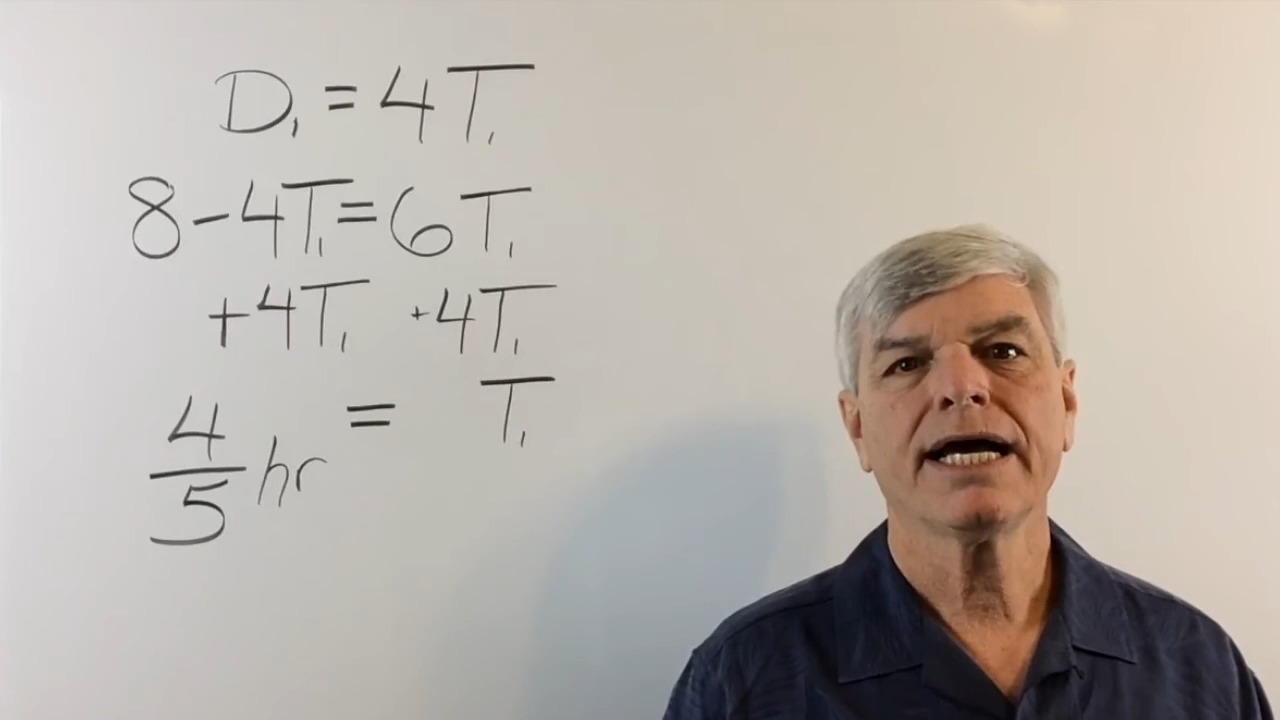 D₁ = 4T₁
8 - 4T₁ = 6T₁
+4T₁ +4T₁
4/5 hr = T₁